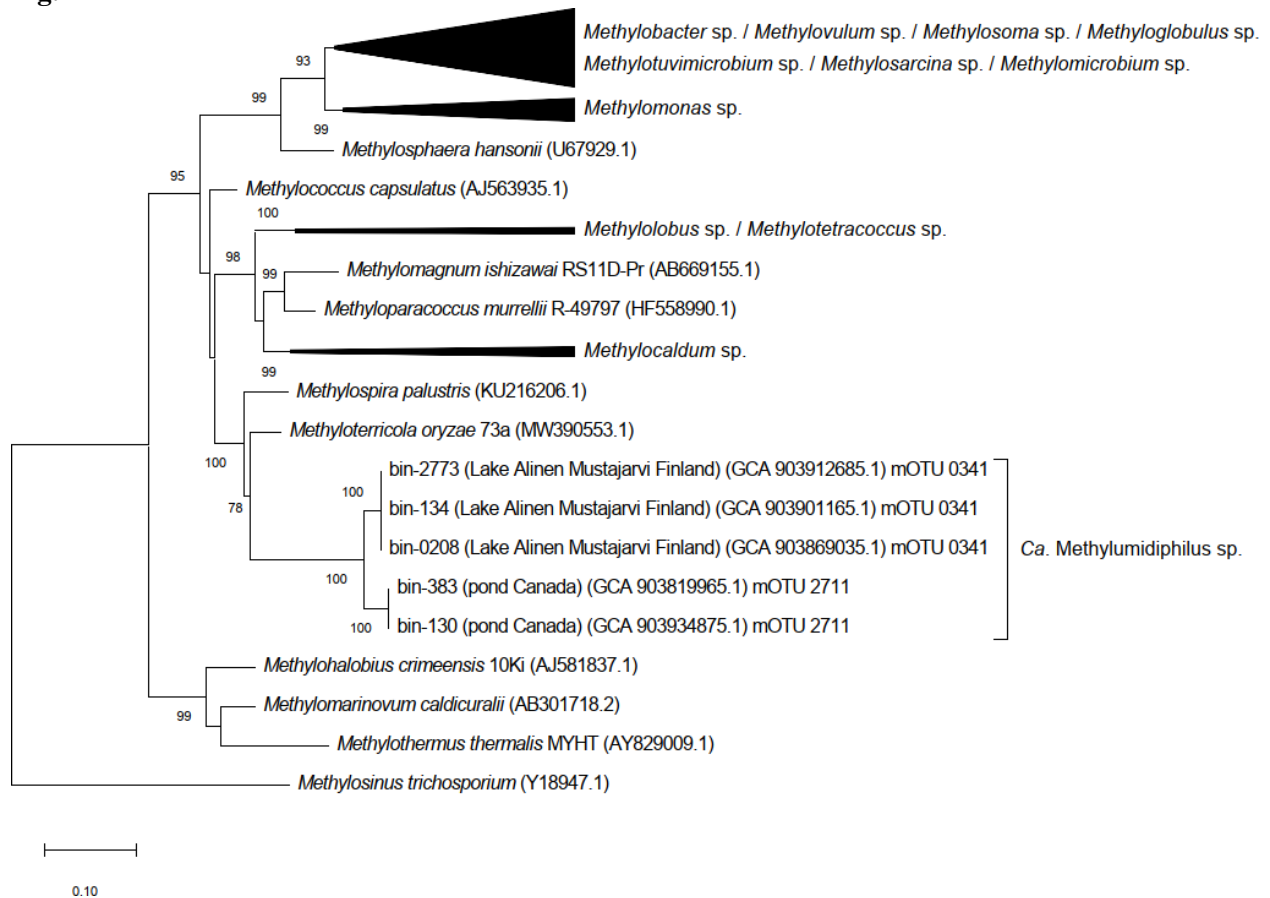 g.
Methylobacter sp. / Methylovulum sp. / Methylosoma sp. / Methyloglobulus sp.
Methylotuvimicrobium sp. / Methylosarcina sp. / Methylomicrobium sp.
93
99
Methylomonas sp.
99
Methylosphaera hansonii (U67929.1)
95
Methylococcus capsulatus (AJ563935.1)
100
Methylolobus sp. / Methylotetracoccus sp.
98
99
Methylomagnum ishizawai RS11D-Pr (AB669155.1)
Methyloparacoccus murrellii R-49797 (HF558990.1)
Methylocaldum sp.
99
Methylospira palustris (KU216206.1)
Methyloterricola oryzae 73a (MW390553.1)
100
bin-2773 (Lake Alinen Mustajarvi Finland) (GCA 903912685.1) mOTU 0341
100
78
bin-134 (Lake Alinen Mustajarvi Finland) (GCA 903901165.1) mOTU 0341
bin-0208 (Lake Alinen Mustajarvi Finland) (GCA 903869035.1) mOTU 0341
Ca. Methylumidiphilus sp.
100
bin-383 (pond Canada) (GCA 903819965.1) mOTU 2711
100
bin-130 (pond Canada) (GCA 903934875.1) mOTU 2711
Methylohalobius crimeensis 10Ki (AJ581837.1)
Methylomarinovum caldicuralii (AB301718.2)
99
Methylothermus thermalis MYHT (AY829009.1)
Methylosinus trichosporium (Y18947.1)
0.10